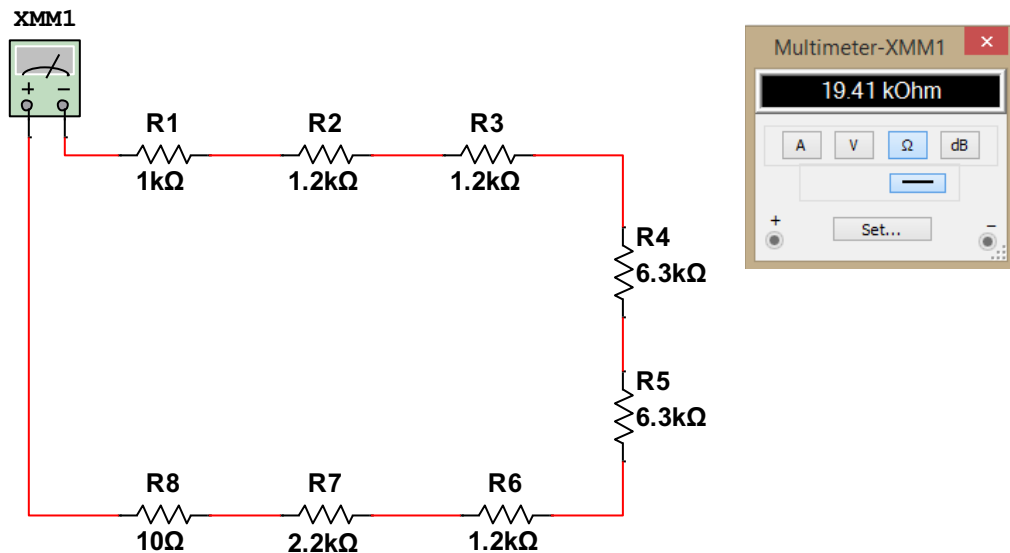 XMM1
Multimeter-XMM1
19.41 kOhm
A V Ω dB
+ −
Set...
+ −
R1 R2 R3
1kΩ 1.2kΩ 1.2kΩ
R4
6.3kΩ
R5
6.3kΩ
R8 R7 R6
10Ω 2.2kΩ 1.2kΩ